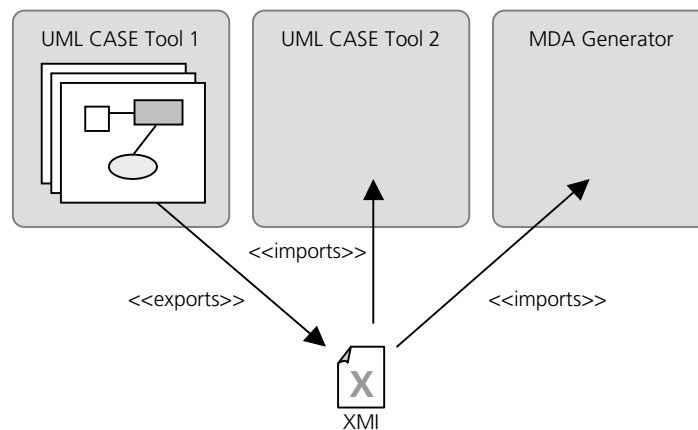 UML CASE Tool 1
UML CASE Tool 2
MDA Generator
<<imports>>
<<exports>>
<<imports>>
X
XMI